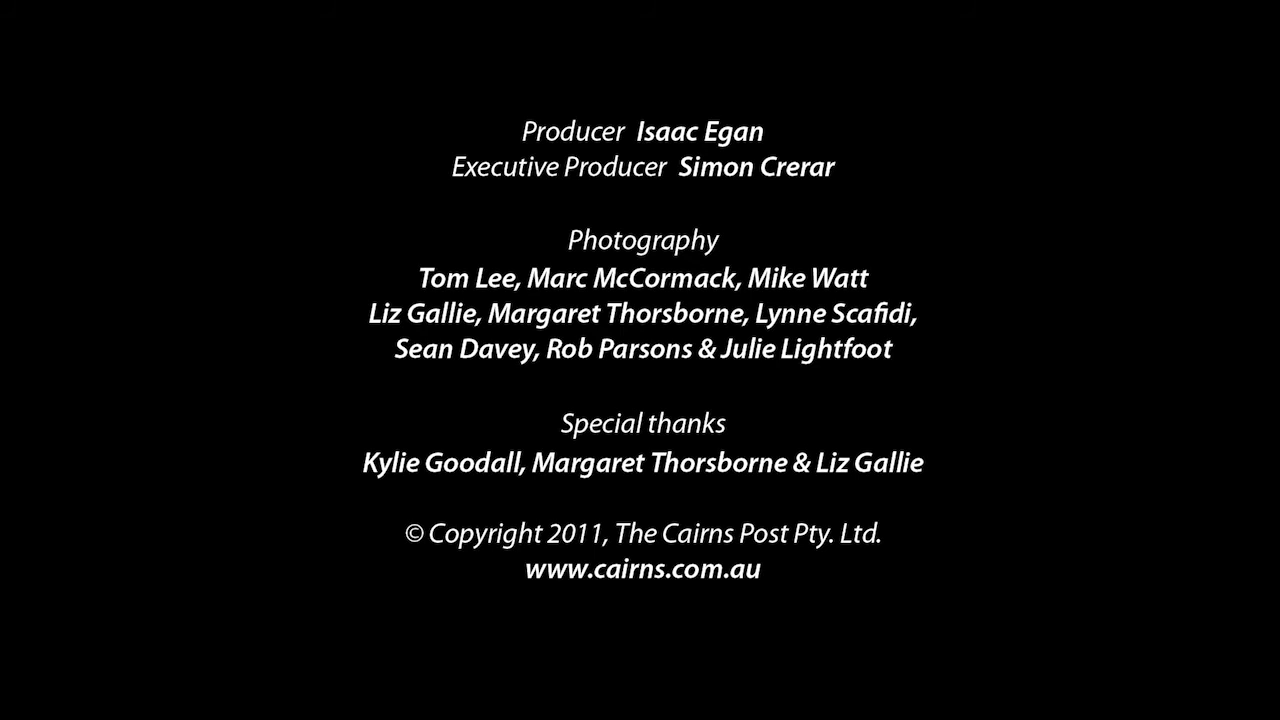 Producer Isaac Egan
Executive Producer Simon Crerar
Photography
Tom Lee, Marc McCormack, Mike Watt
Liz Gallie, Margaret Thorsborne, Lynne Scafidi,
Sean Davey, Rob Parsons & Julie Lightfoot
Special thanks
Kylie Goodall, Margaret Thorsborne & Liz Gallie
© Copyright 2011, The Cairns Post Pty. Ltd.
www.cairns.com.au